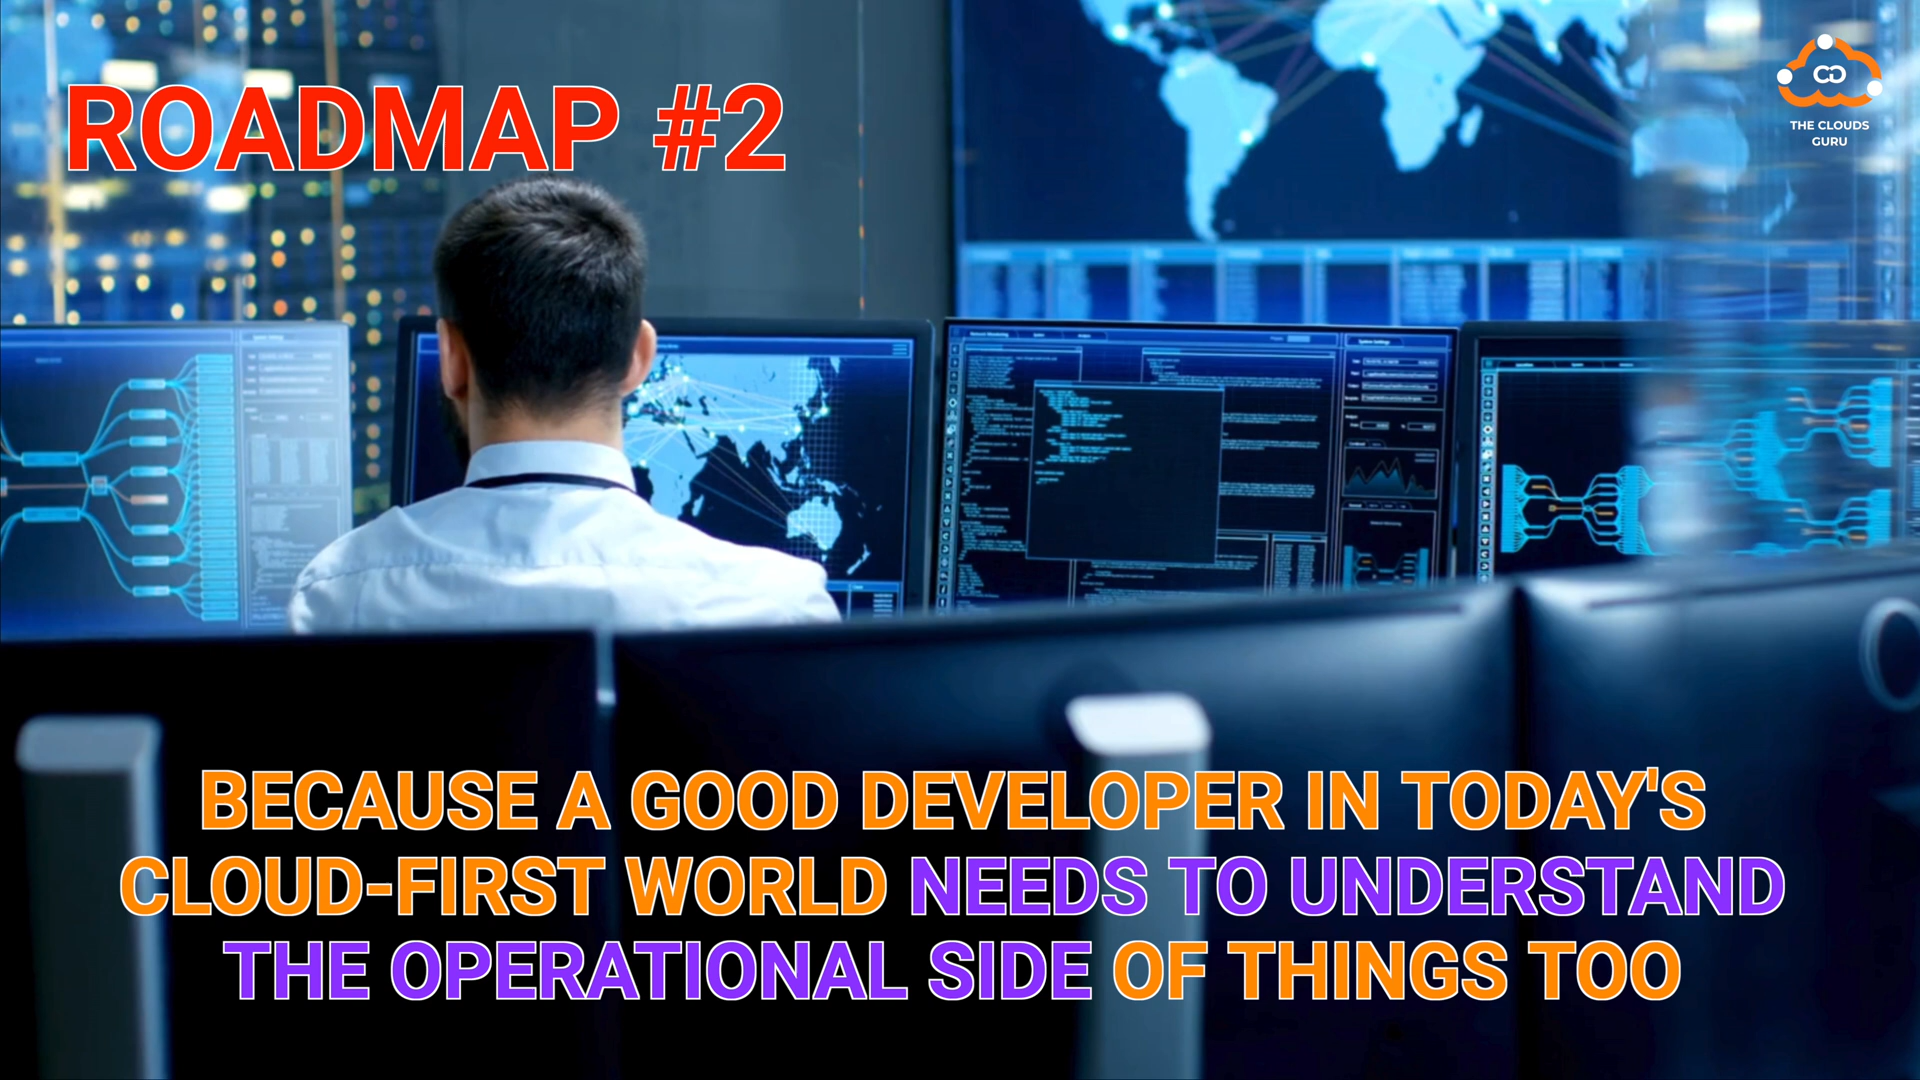 ROADMAP #2
THE CLOUDS
GURU
BECAUSE A GOOD DEVELOPER IN TODAY'S
CLOUD-FIRST WORLD NEEDS TO UNDERSTAND
THE OPERATIONAL SIDE OF THINGS TOO